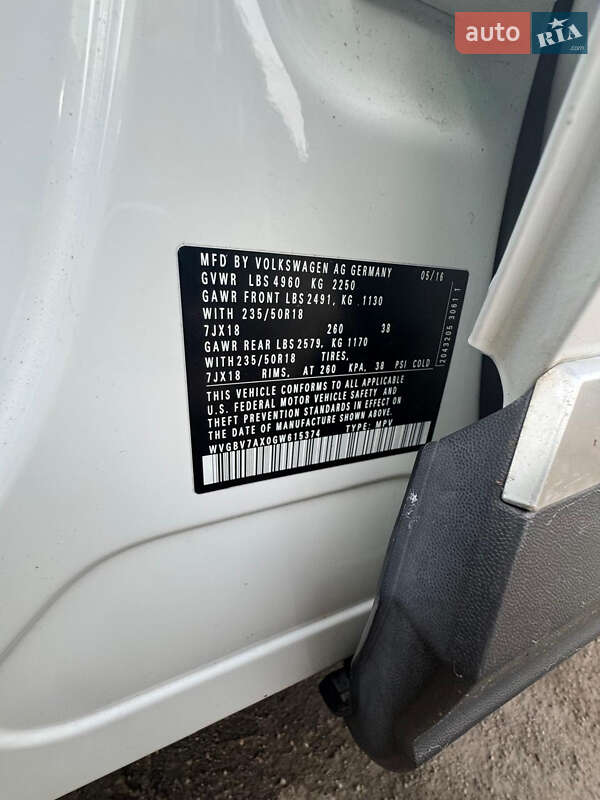 auto RIA .com
MFD BY VOLKSWAGEN AG GERMANY 05/16
GVWR LBS 4960 KG 2250
GAWR FRONT LBS 2491, KG 1130
WITH 235/50R18
7JX18 260 38
GAWR REAR LBS 2579, KG 1170
WITH 235/50R18 TIRES,
7JX18 RIMS, AT 260 KPA, 38 PSI COLD
THIS VEHICLE CONFORMS TO ALL APPLICABLE
U.S. FEDERAL MOTOR VEHICLE SAFETY AND
THEFT PREVENTION STANDARDS IN EFFECT ON
THE DATE OF MANUFACTURE SHOWN ABOVE.
WVGBV7AX0GW615374 TYPE: MPV
2043205 3061 1